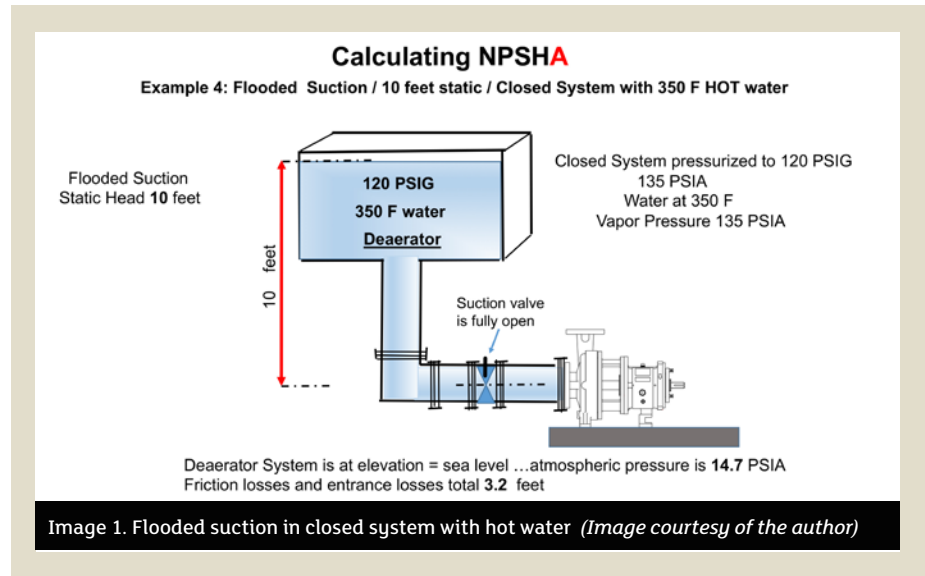 Calculating NPSHA
Example 4: Flooded Suction / 10 feet static / Closed System with 350 F HOT water
Flooded Suction
Static Head 10 feet
120 PSIG
350 F water
Deaerator
Closed System pressurized to 120 PSIG
135 PSIA
Water at 350 F
Vapor Pressure 135 PSIA
10 feet
Suction valve
is fully open
Deaerator System is at elevation = sea level ...atmospheric pressure is 14.7 PSIA
Friction losses and entrance losses total 3.2 feet
Image 1. Flooded suction in closed system with hot water (Image courtesy of the author)